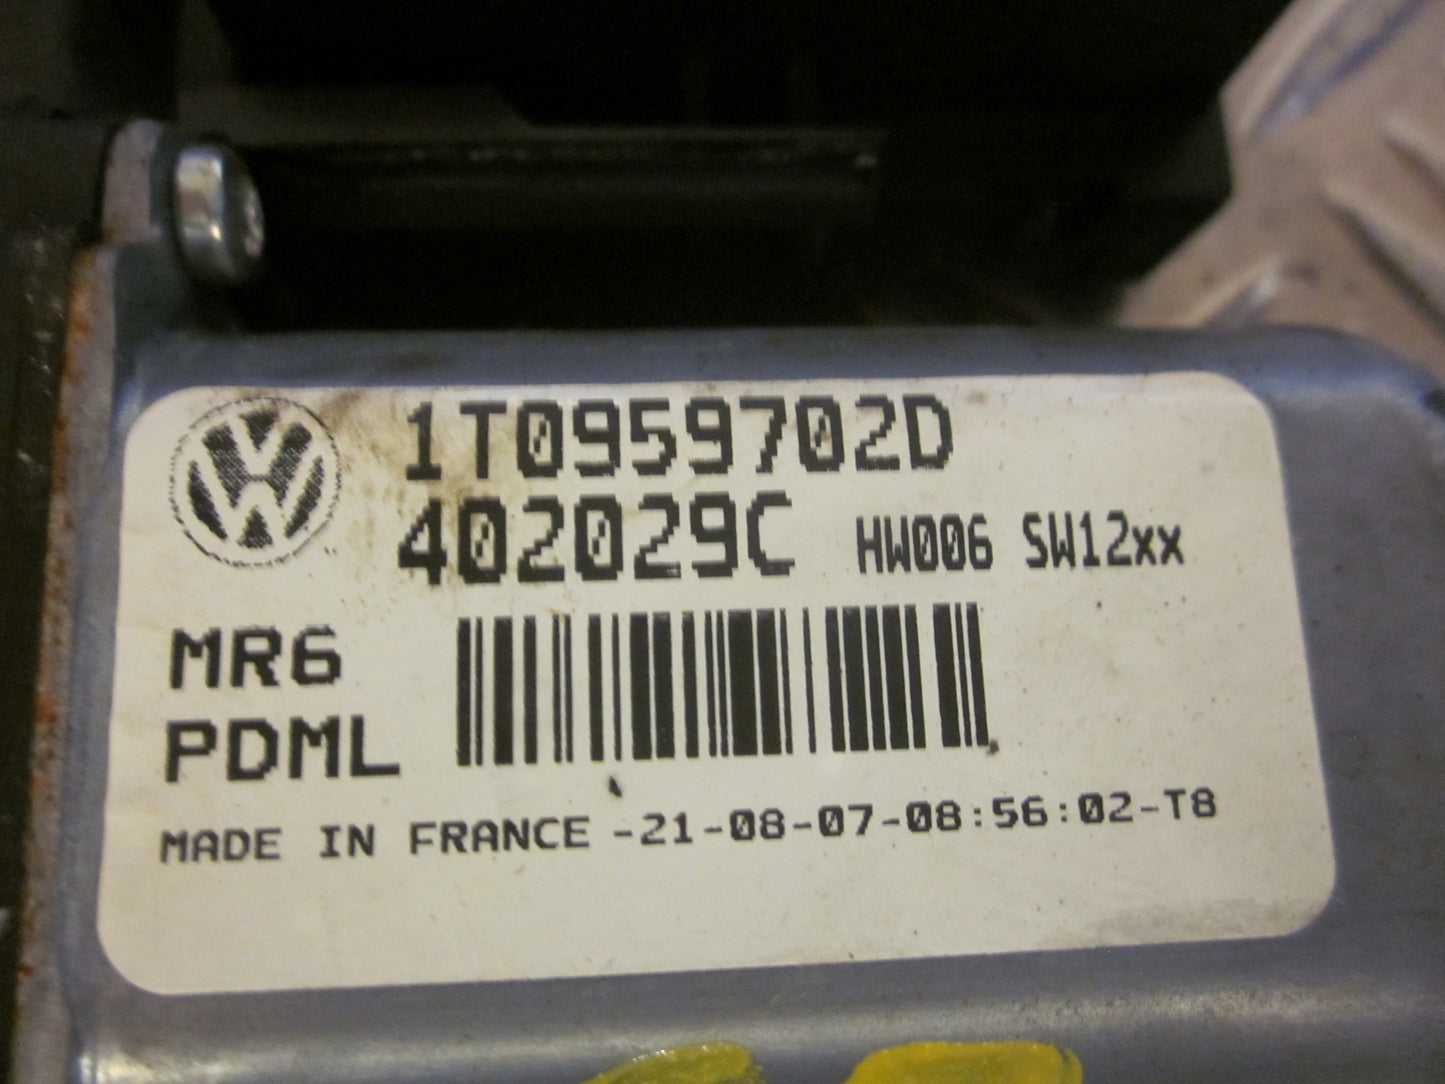 1T0959702D
402029C HW006 SW12xx
MR6
PDML
MADE IN FRANCE -21-08-07-08:56:02-T8